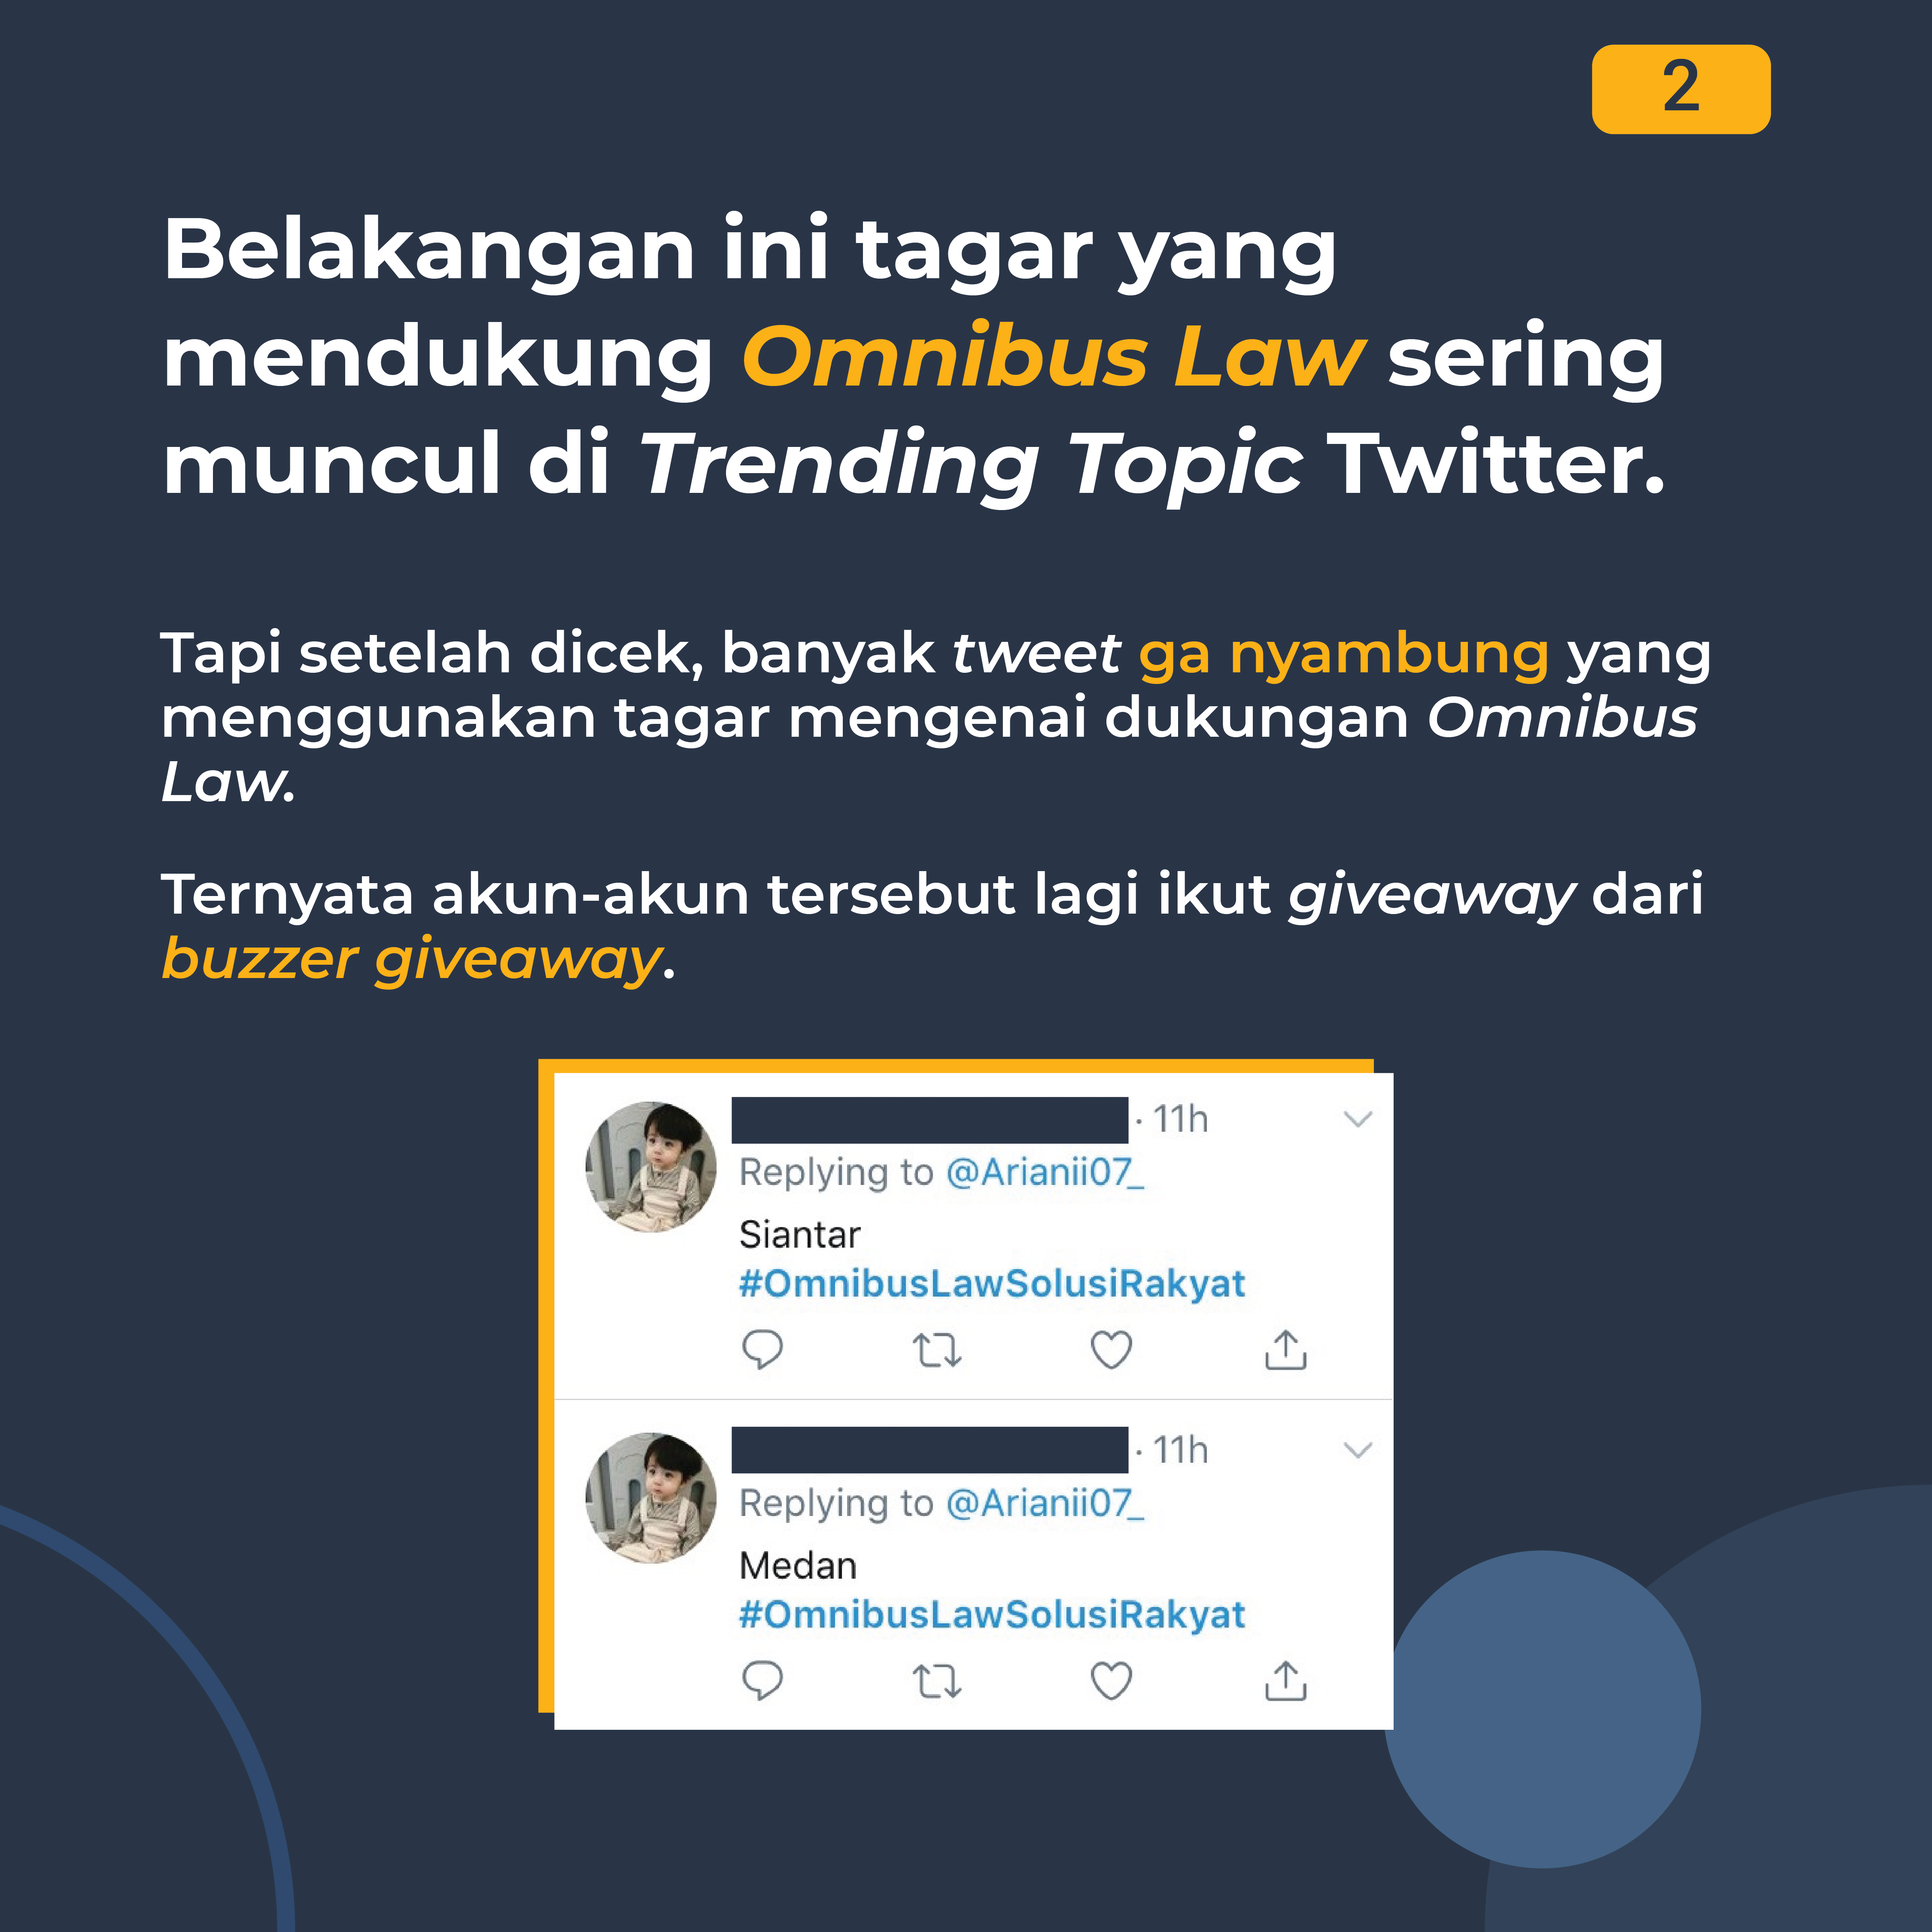 2
Belakangan ini tagar yang
mendukung Omnibus Law sering
muncul di Trending Topic Twitter.
Tapi setelah dicek, banyak tweet ga nyambung yang
menggunakan tagar mengenai dukungan Omnibus
Law.
Ternyata akun-akun tersebut lagi ikut giveaway dari
buzzer giveaway.
· 11h
Replying to @Arianii07_
Siantar
#OmnibusLawSolusiRakyat
· 11h
Replying to @Arianii07_
Medan
#OmnibusLawSolusiRakyat